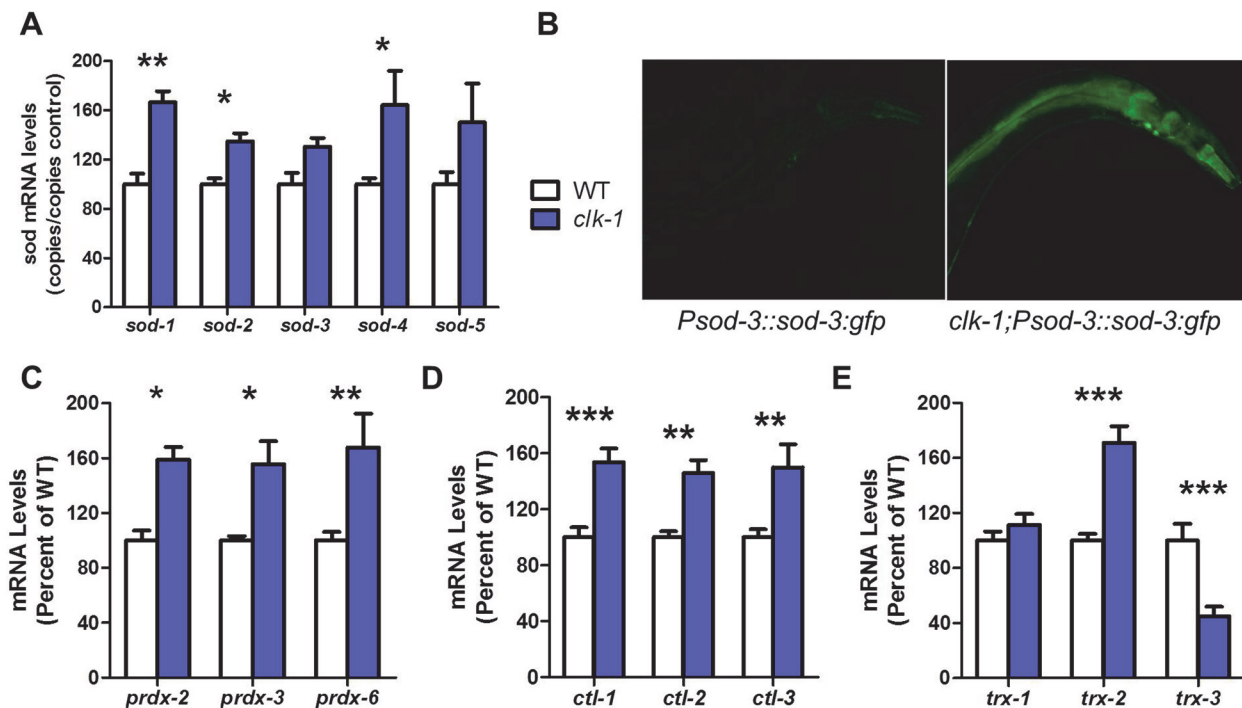 A
sod mRNA levels
(copies/copies control)
200
160
120
80
40
0
**
*
*
sod-1 sod-2 sod-3 sod-4 sod-5
WT
clk-1
B
Psod-3::sod-3:gfp
clk-1;Psod-3::sod-3:gfp
C
mRNA Levels
(Percent of WT)
200
160
120
80
40
0
*
*
**
prdx-2 prdx-3 prdx-6
D
mRNA Levels
(Percent of WT)
200
160
120
80
40
0
***
**
**
ctl-1 ctl-2 ctl-3
E
mRNA Levels
(Percent of WT)
200
160
120
80
40
0
***
***
trx-1 trx-2 trx-3